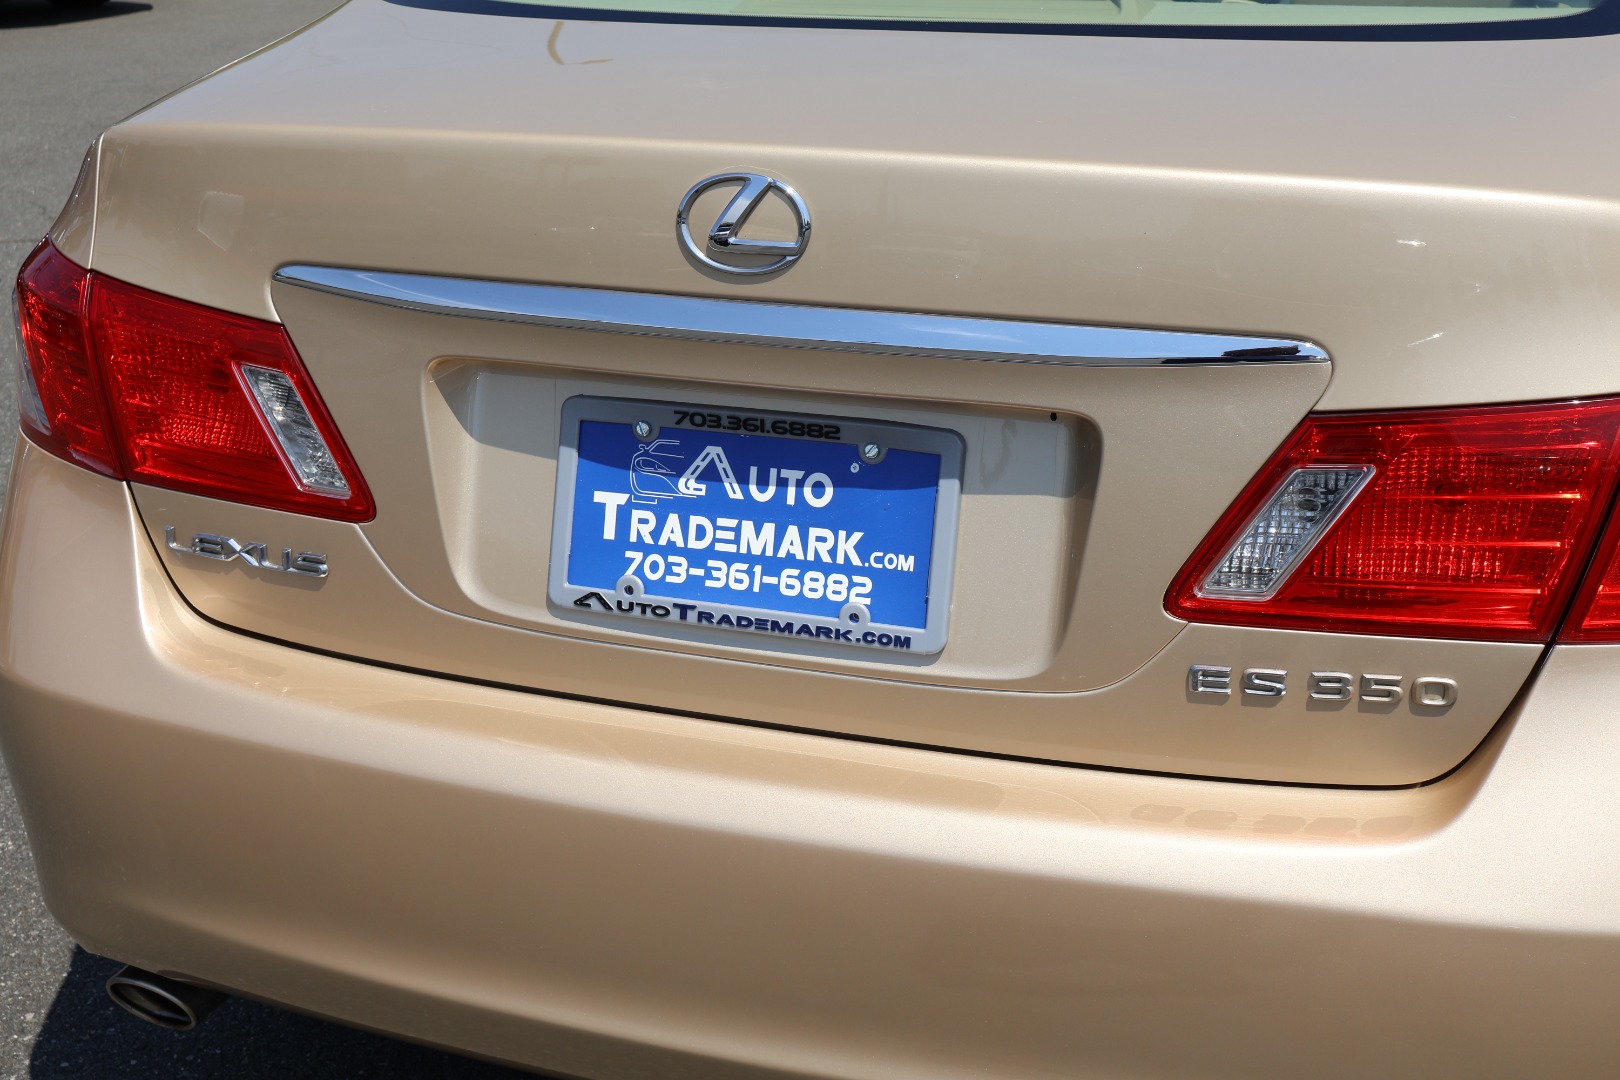 703.361.6882
AUTO
TRADEMARK.COM
703-361-6882
AUTOTRADEMARK.COM
LEXUS
ES 350